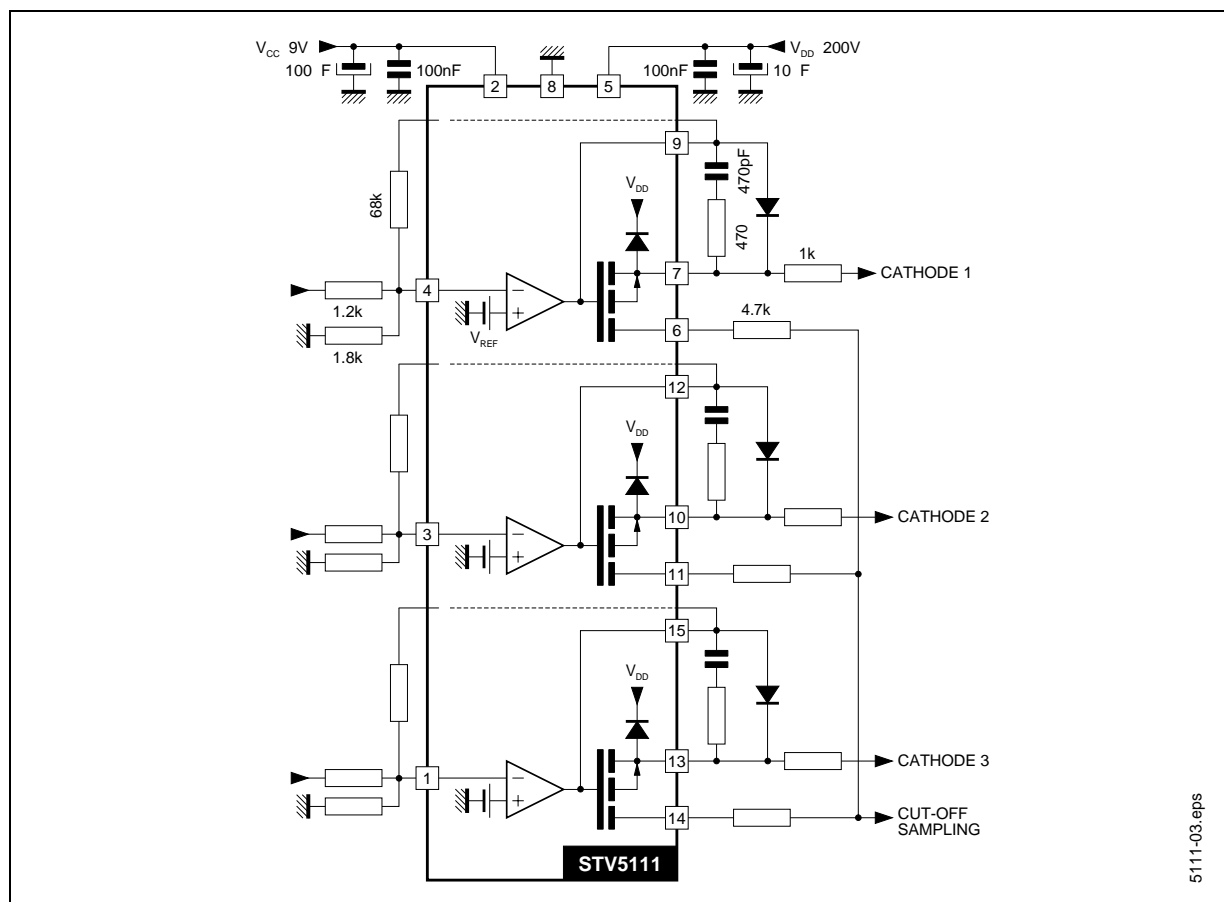 VCC 9V
100 F
100nF
2
8
5
100nF
VDD 200V
10 F
9
68k
VDD
470pF
470
7
1k
CATHODE 1
4
1.2k
1.8k
−
+
VREF
6
4.7k
12
VDD
10
CATHODE 2
3
−
+
11
15
VDD
13
CATHODE 3
1
−
+
14
CUT-OFF
SAMPLING
STV5111
5111-03.eps